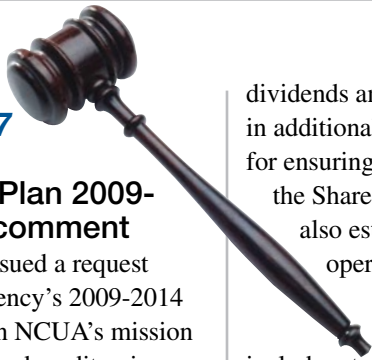 7
Plan 2009-
comment
sued a request
ency's 2009-2014
n NCUA's mission
dividends an
in additiona
for ensuring
the Share
also est
oper